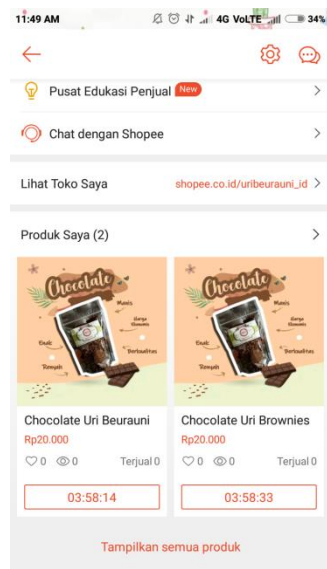 11:49 AM 4G VoLTE 34%
Pusat Edukasi Penjual New
Chat dengan Shopee
Lihat Toko Saya shopee.co.id/uribeurauni_id
Produk Saya (2)
Chocolate
Manis
Harga
Ekonomis
Enak
Berkualitas
Renyah
Chocolate
Manis
Harga
Ekonomis
Enak
Berkualitas
Renyah
Chocolate Uri Beurauni
Rp20.000
0 0 Terjual 0
03:58:14
Chocolate Uri Brownies
Rp20.000
0 0 Terjual 0
03:58:33
Tampilkan semua produk